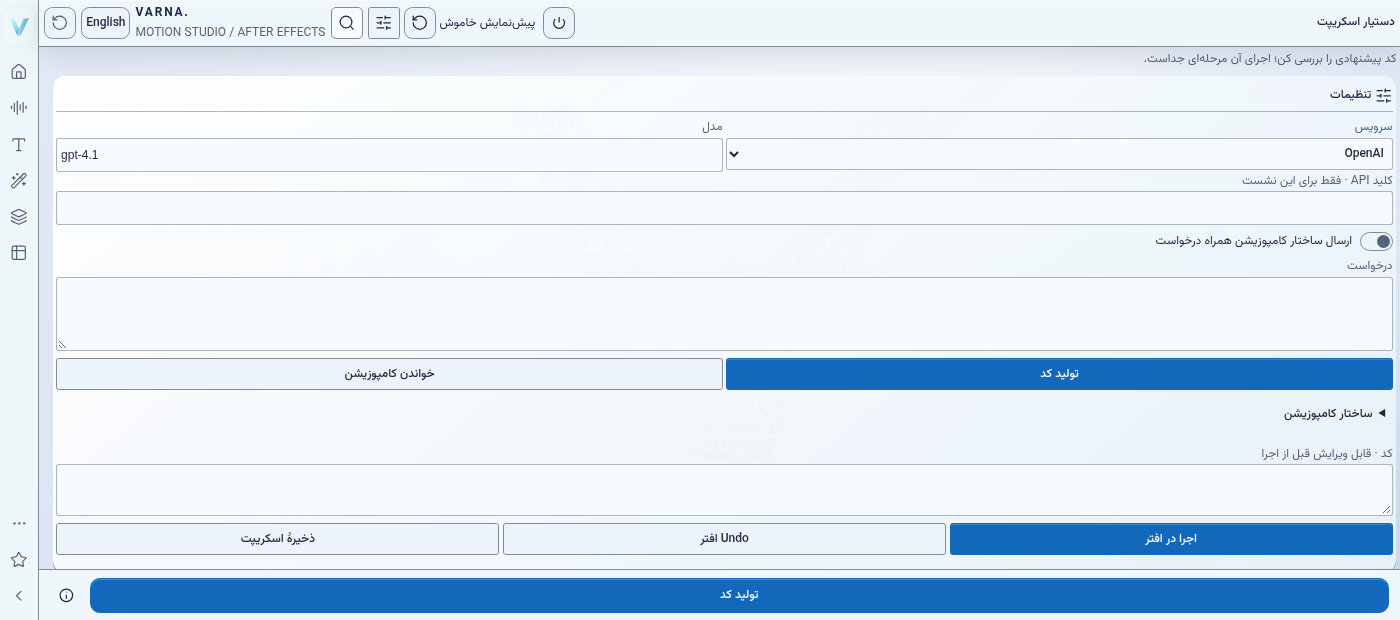 دستیار اسکریپت
پیش‌نمایش خاموش
VARNA.
MOTION STUDIO / AFTER EFFECTS
English
کد پیشنهادی را بررسی کن؛ اجرای آن مرحله‌ای جداست.
تنظیمات
سرویس
مدل
OpenAI
gpt-4.1
کلید API · فقط برای این نشست
ارسال ساختار کامپوزیشن همراه درخواست
درخواست
تولید کد
خواندن کامپوزیشن
ساختار کامپوزیشن
کد · قابل ویرایش قبل از اجرا
اجرا در افتر
Undo افتر
ذخیرهٔ اسکریپت
تولید کد